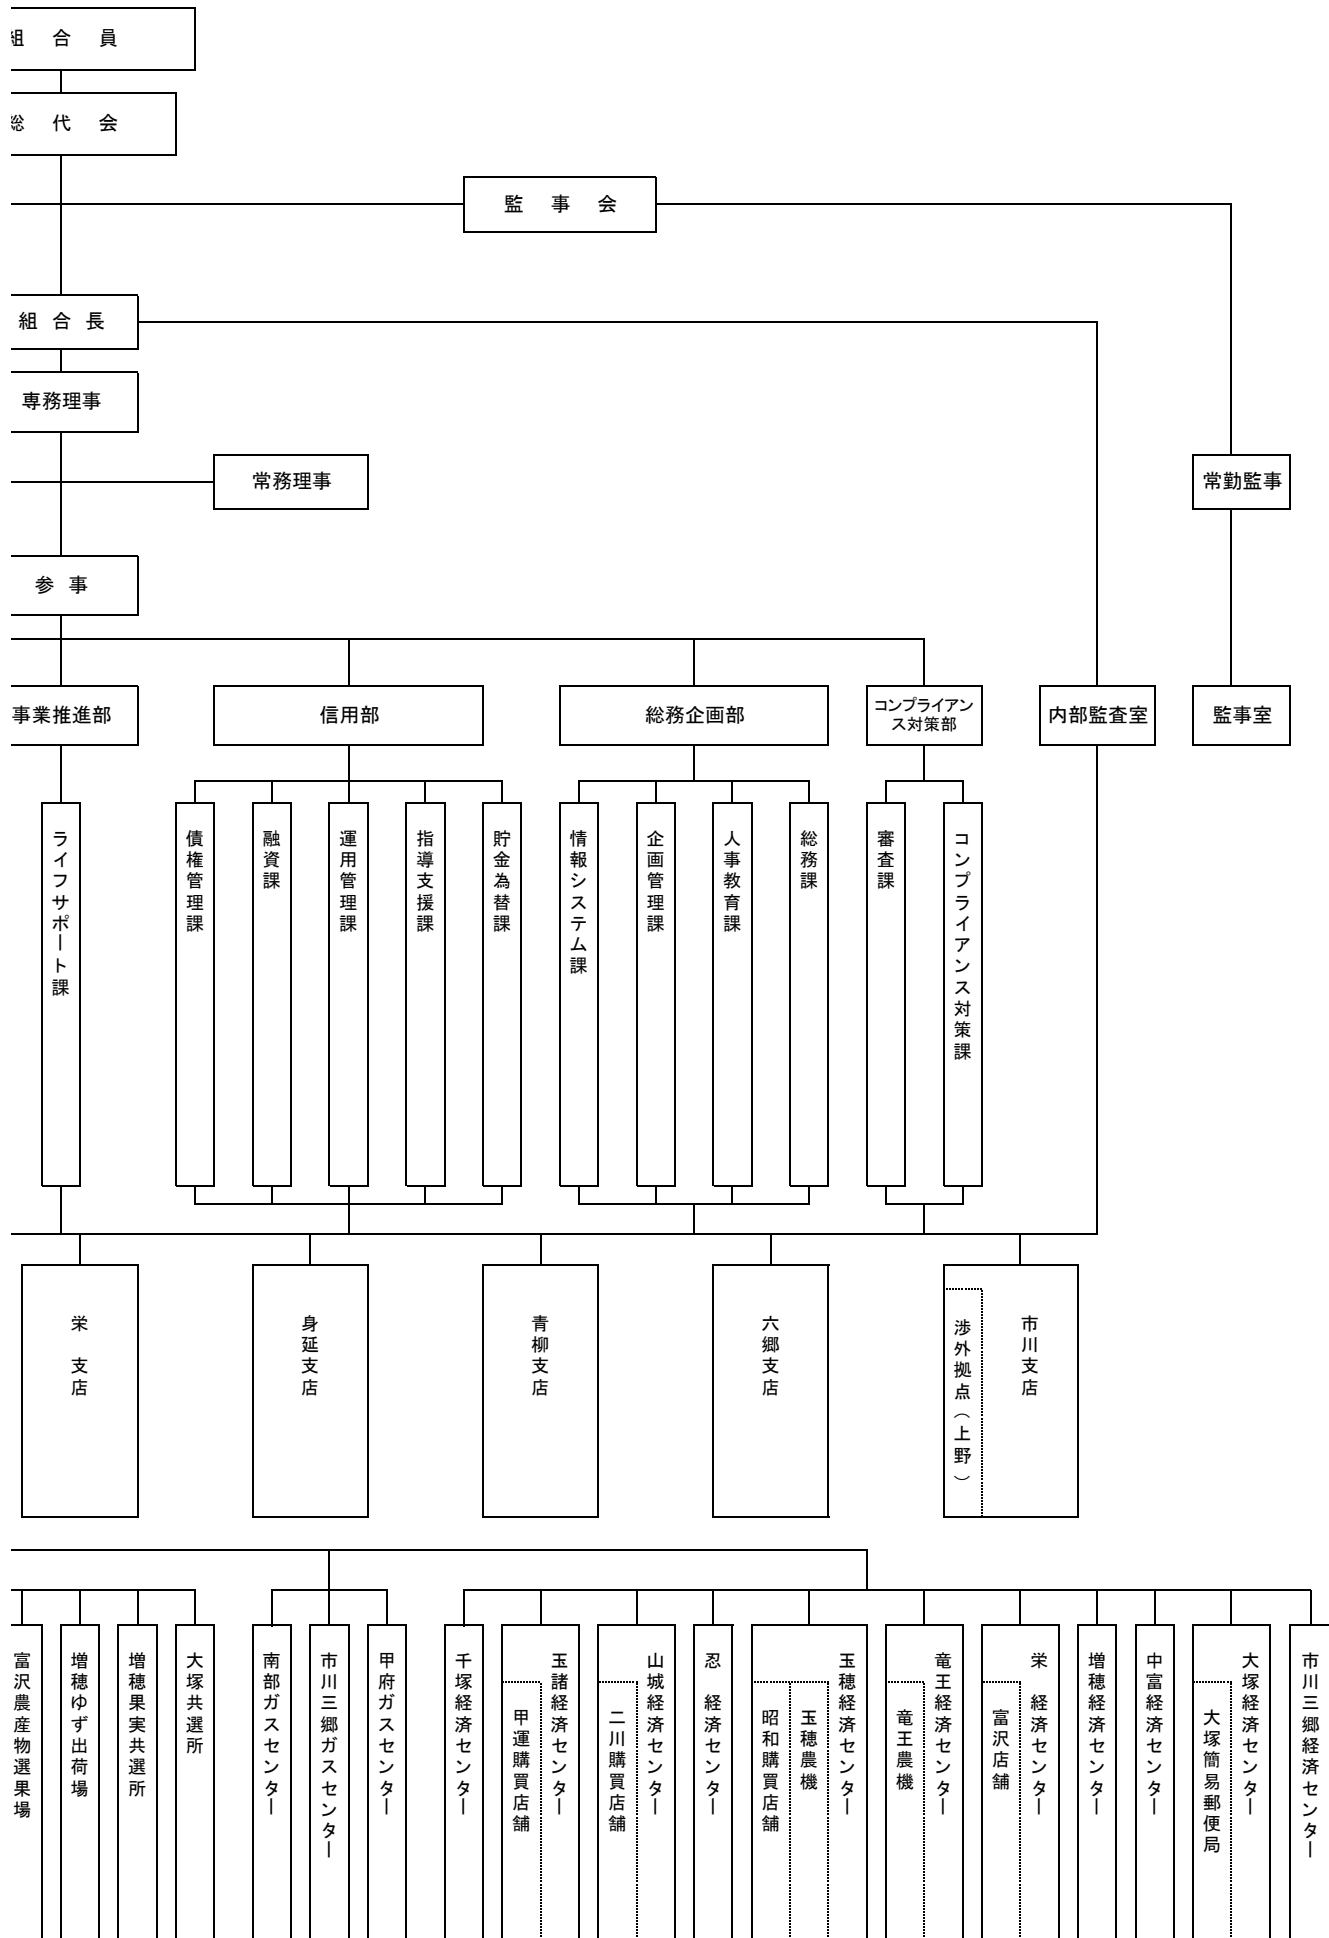 組 合 員
総 代 会
監 事 会
組 合 長
専務理事
常務理事
常勤監事
参 事
事業推進部
信用部
総務企画部
コンプライアン
ス対策部
内部監査室
監事室
ライフサポート課
債権管理課
融資課
運用管理課
指導支援課
貯金為替課
情報システム課
企画管理課
人事教育課
総務課
審査課
コンプライアンス対策課
栄 支店
身延支店
青柳支店
六郷支店
渉外拠点(上野)
市川支店
富沢農産物選果場
増穂ゆず出荷場
増穂果実共選所
大塚共選所
南部ガスセンター
市川三郷ガスセンター
甲府ガスセンター
千塚経済センター
甲運購買店舗
玉諸経済センター
二川購買店舗
山城経済センター
忍 経済センター
昭和購買店舗
玉穂農機
玉穂経済センター
竜王農機
竜王経済センター
富沢店舗
栄 経済センター
増穂経済センター
中富経済センター
大塚簡易郵便局
大塚経済センター
市川三郷経済センター